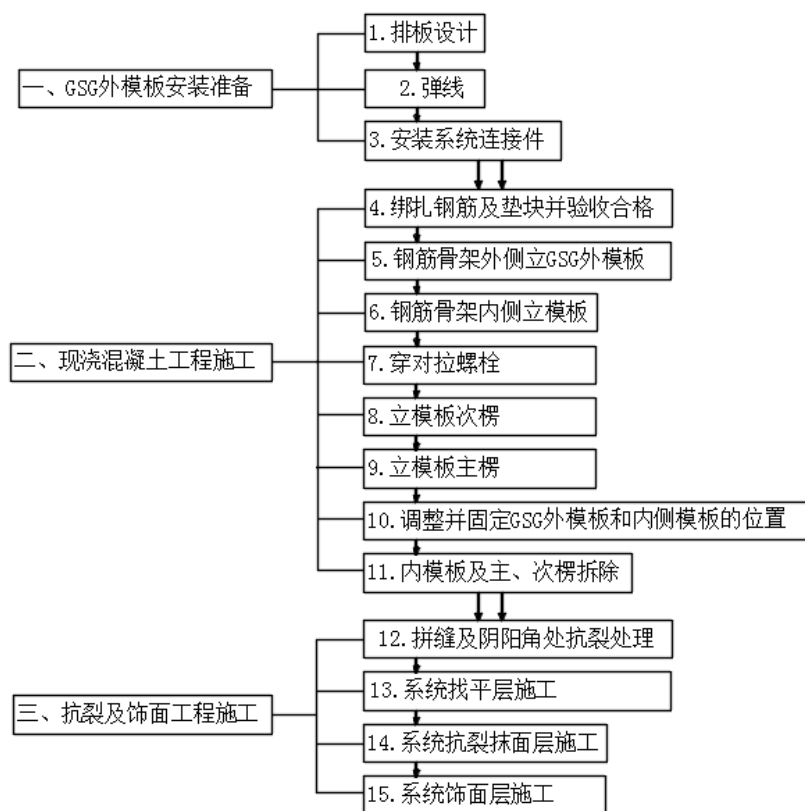 一、GSG外模板安装准备
1.排板设计
2.弹线
3.安装系统连接件
二、现浇混凝土工程施工
4.绑扎钢筋及垫块并验收合格
5.钢筋骨架外侧立GSG外模板
6.钢筋骨架内侧立模板
7.穿对拉螺栓
8.立模板次楞
9.立模板主楞
10.调整并固定GSG外模板和内侧模板的位置
11.内模板及主、次楞拆除
三、抗裂及饰面工程施工
12.拼缝及阴阳角处抗裂处理
13.系统找平层施工
14.系统抗裂抹面层施工
15.系统饰面层施工